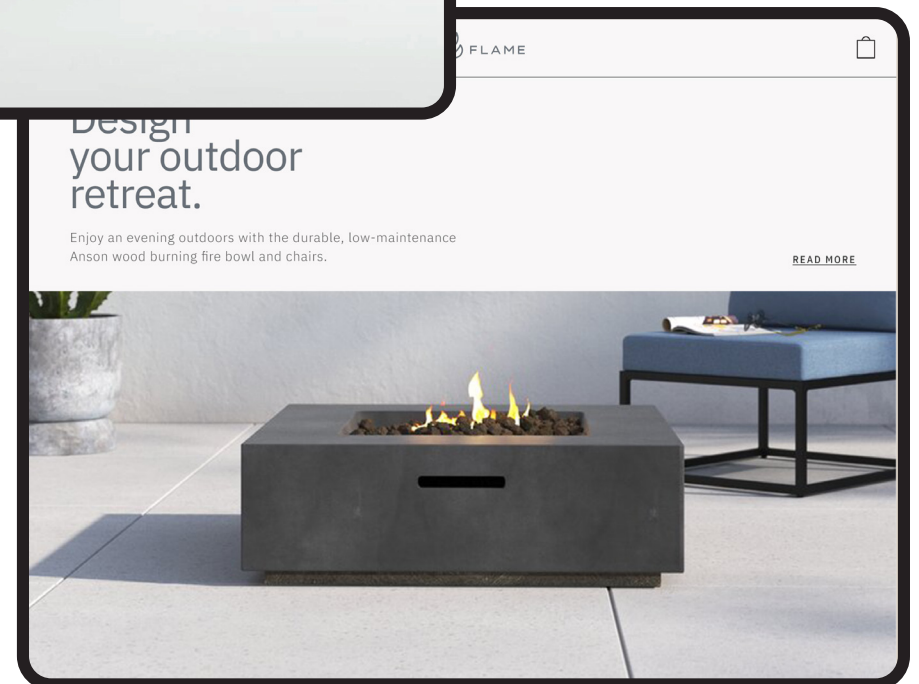 FLAME
Design
your outdoor
retreat.
Enjoy an evening outdoors with the durable, low-maintenance
Anson wood burning fire bowl and chairs.
READ MORE